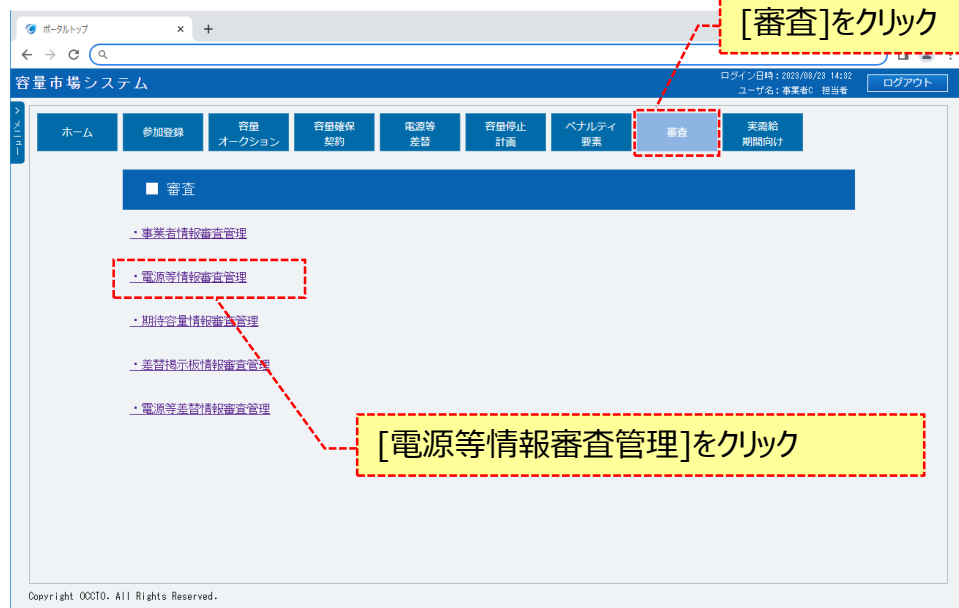 [審査]をクリック
ポータルトップ
容量市場システム
ログイン日時：2023/08/23 14:32
ユーザ名：事業者C 担当者
ログアウト
> メニュー
ホーム
参加登録
容量
オークション
容量確保
契約
電源等
差替
容量停止
計画
ペナルティ
要素
審査
実需給
期間向け
■ 審査
・事業者情報審査管理
・電源等情報審査管理
・期待容量情報審査管理
・差替掲示板情報審査管理
・電源等差替情報審査管理
[電源等情報審査管理]をクリック
Copyright OCCTO. All Rights Reserved.